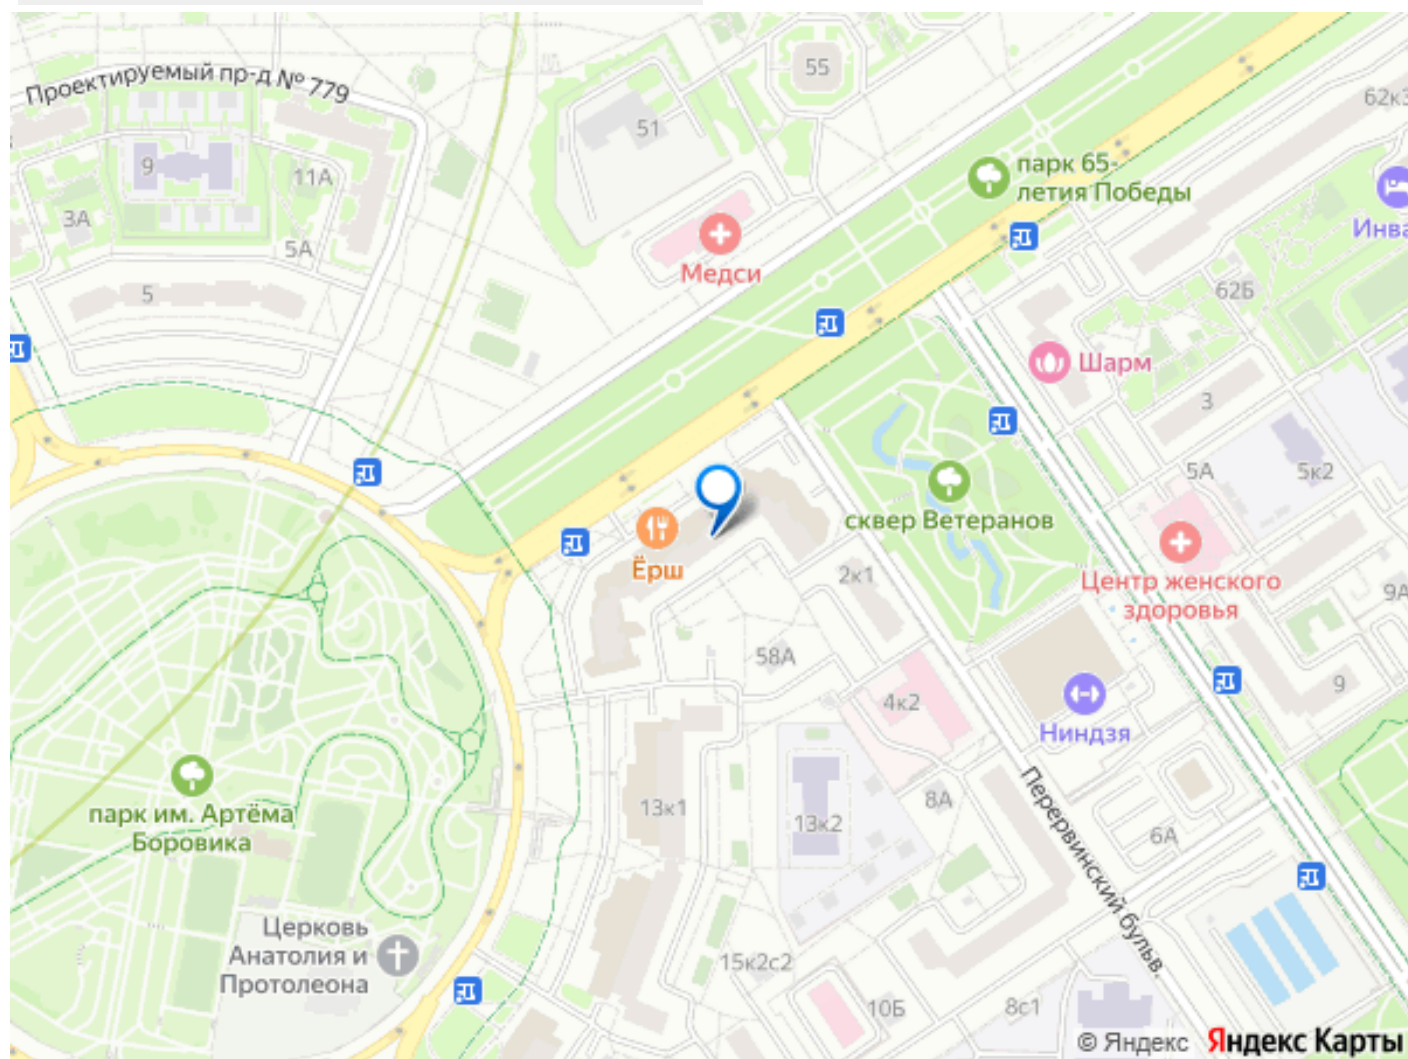 Проектируемый пр-д № 779
55
62к3
51
парк 65-
летия Победы
9
11А
3А
5А
Инва
Медси
5
62Б
Шарм
3
5А
5к2
сквер Ветеранов
Ёрш
2к1
Центр женского
здоровья
9А
58А
9
4к2
Ниндзя
парк им. Артёма
Боровика
13к1
13к2
8А
6А
Перервинский бульв.
Церковь
Анатолия и
Протолеона
15к2с2
10Б
8с1
© Яндекс Яндекс Карты